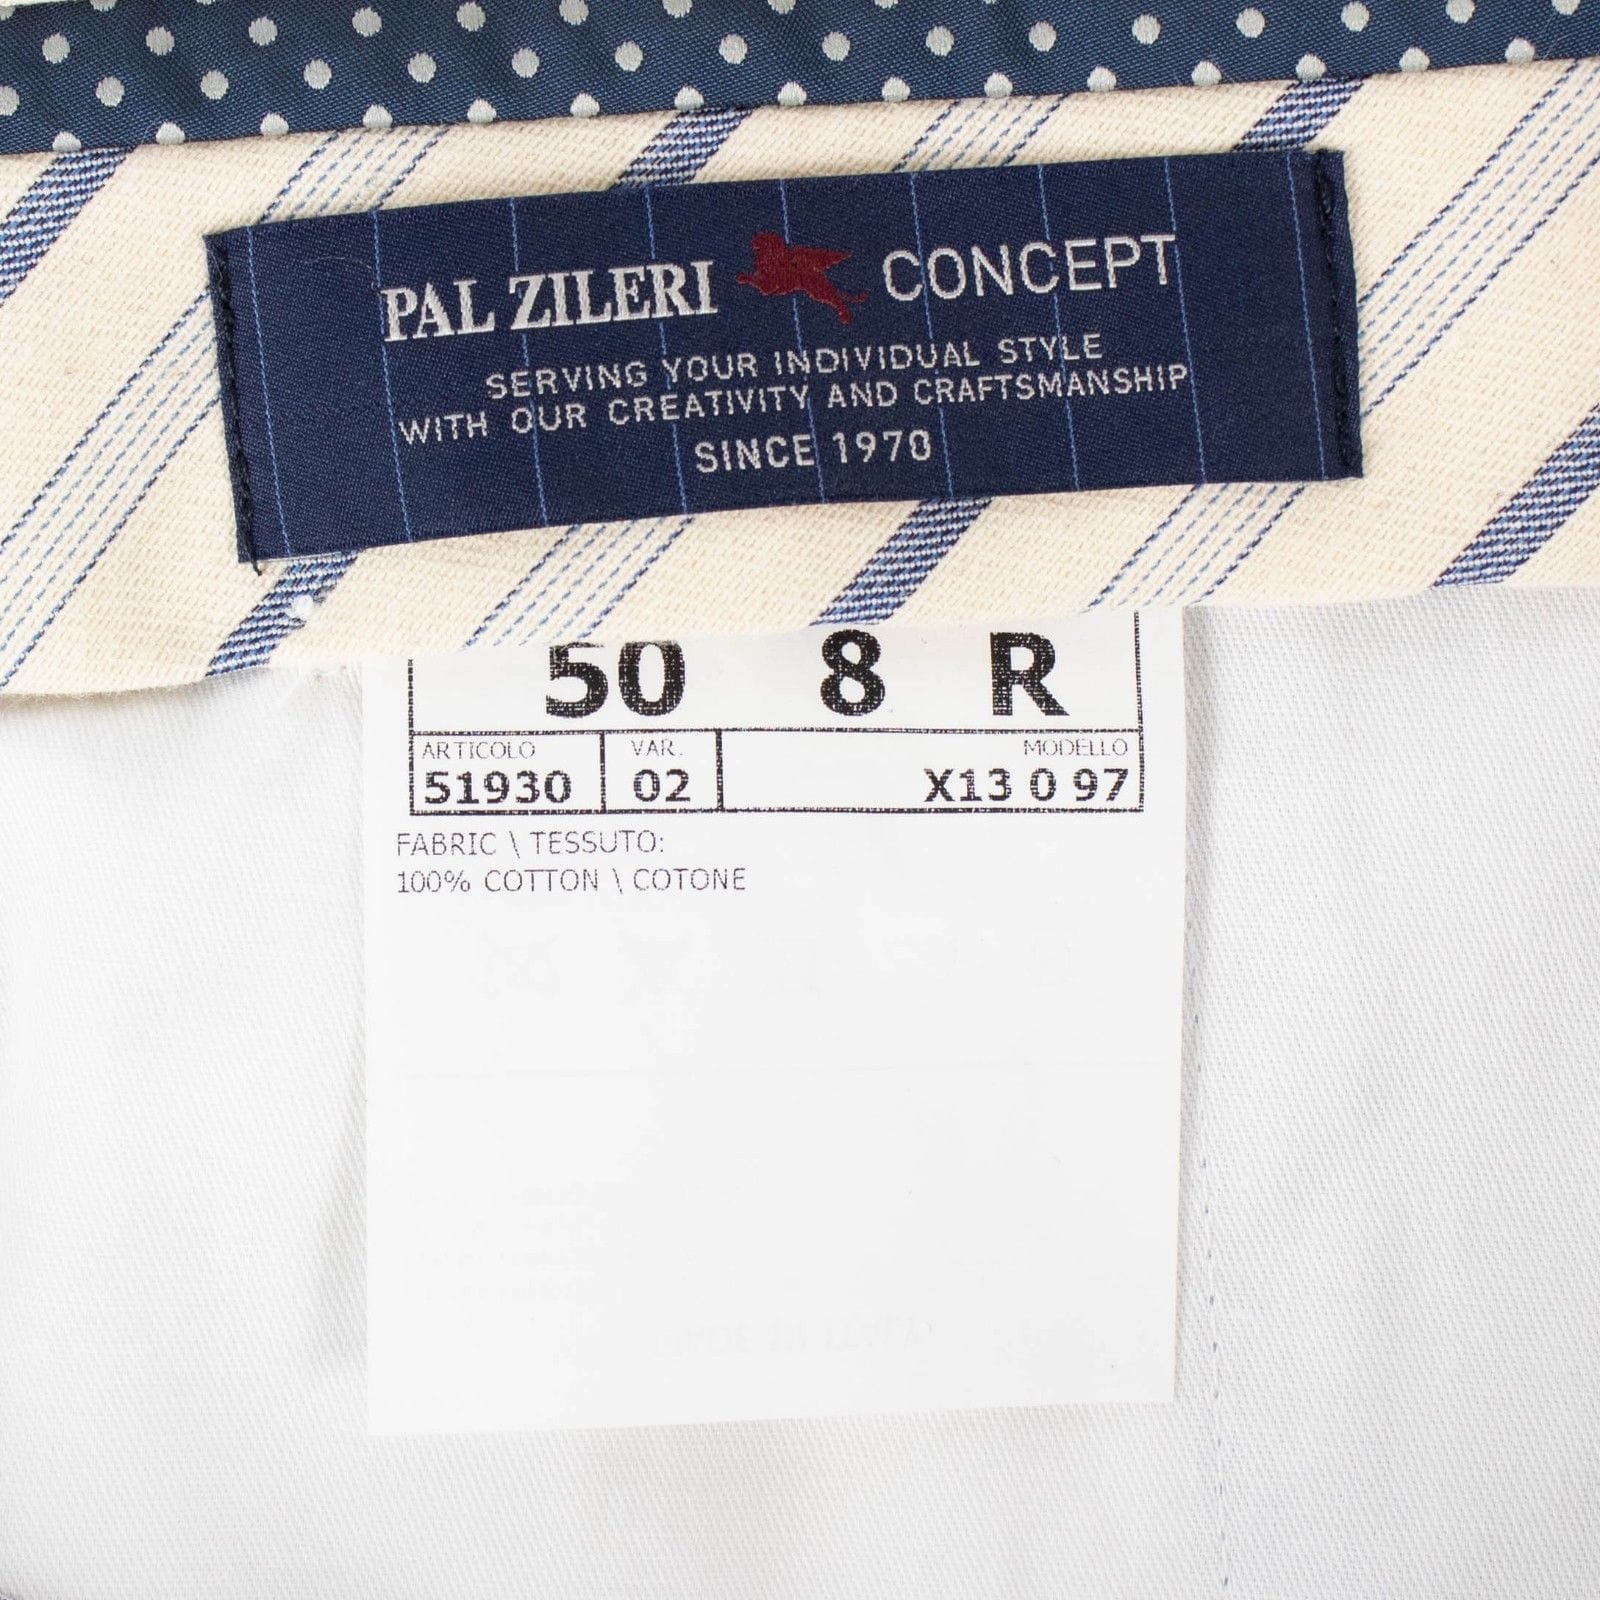 PAL ZILERI CONCEPT
SERVING YOUR INDIVIDUAL STYLE
WITH OUR CREATIVITY AND CRAFTSMANSHIP
SINCE 1970
50 8 R
ARTICOLO VAR. MODELLO
51930 02 X13 0 97
FABRIC \ TESSUTO:
100% COTTON \ COTONE